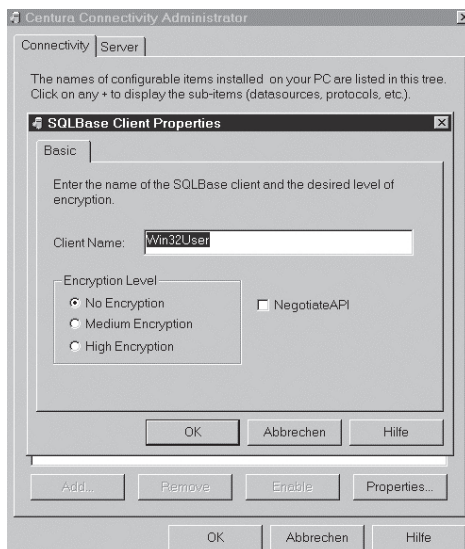 Centura Connectivity Administrator
Connectivity Server
The names of configurable items installed on your PC are listed in this tree.
Click on any + to display the sub-items (datasources, protocols, etc.).
SQLBase Client Properties
Basic
Enter the name of the SQLBase client and the desired level of
encryption.
Client Name: Win32User
Encryption Level
No Encryption
NegotiateAPI
Medium Encryption
High Encryption
OK Abbrechen Hilfe
Add... Remove Enable Properties...
OK Abbrechen Hilfe